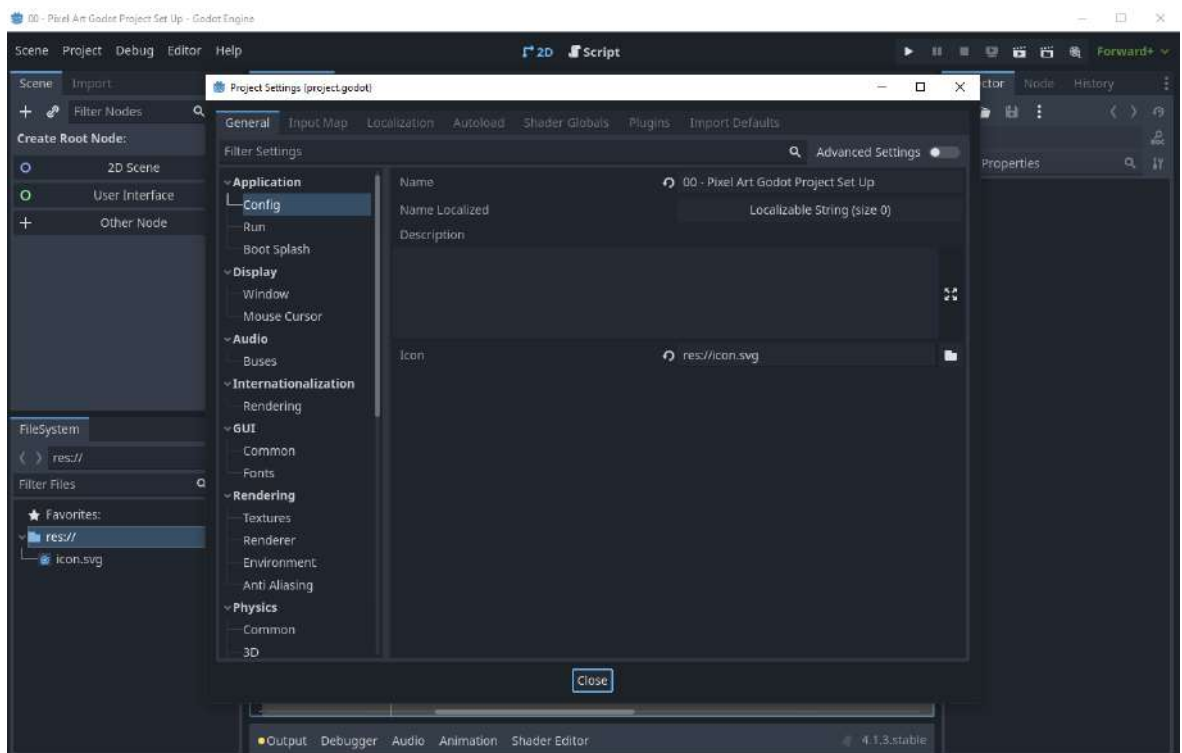 00 - Pixel Art Godot Project Set Up - Godot Engine
Scene Project Debug Editor Help
2D Script
Forward+
Scene Import
Filter Nodes
Create Root Node:
2D Scene
User Interface
Other Node
FileSystem
res://
Filter Files
Favorites:
res://
icon.svg
Project Settings (project.godot)
General Input Map Localization Autoload Shader Globals Plugins Import Defaults
Filter Settings
Advanced Settings
Application
Config
Run
Boot Splash
Display
Window
Mouse Cursor
Audio
Buses
Internationalization
Rendering
GUI
Common
Fonts
Rendering
Textures
Renderer
Environment
Anti Aliasing
Physics
Common
3D
Name 00 - Pixel Art Godot Project Set Up
Name Localized Localizable String (size 0)
Description
Icon res://icon.svg
Close
ctor Node History
Properties
Output Debugger Audio Animation Shader Editor
4.1.3.stable